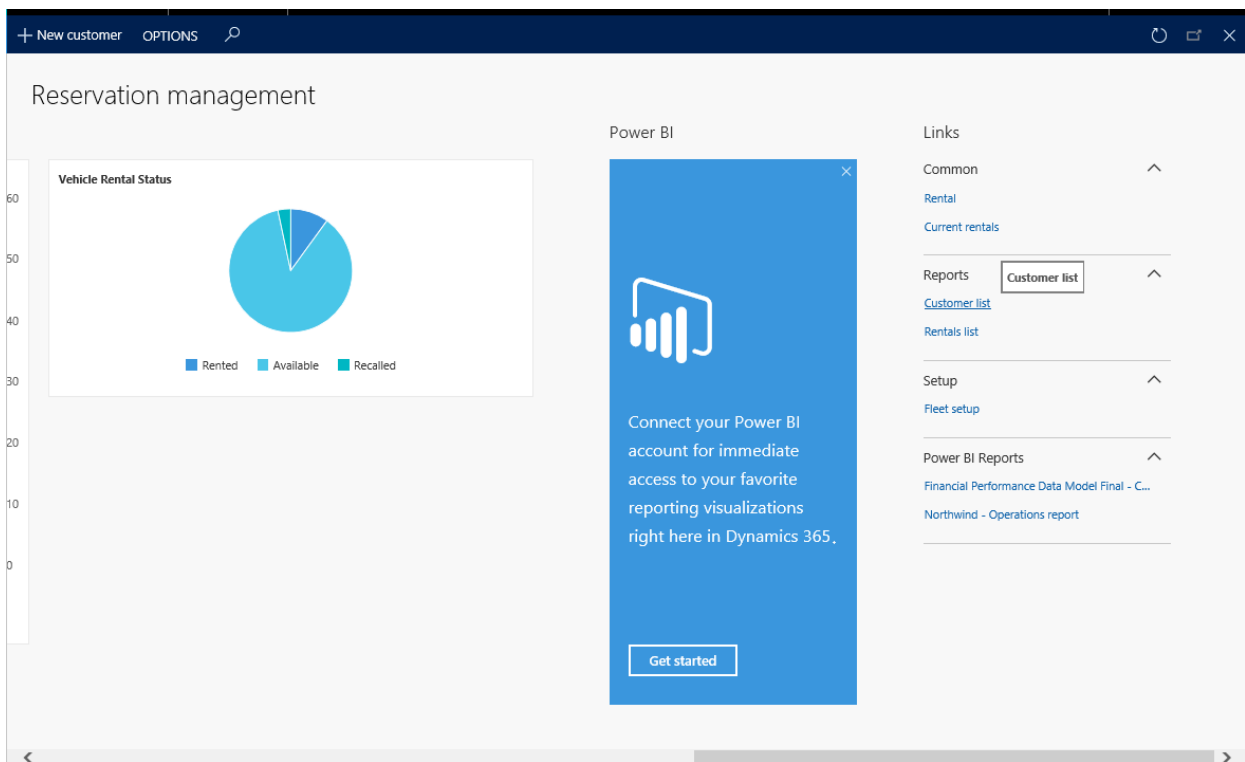 New customer OPTIONS
Reservation management
60
50
40
30
20
10
0
Vehicle Rental Status
Rented Available Recalled
Power BI
Connect your Power BI
account for immediate
access to your favorite
reporting visualizations
right here in Dynamics 365.
Get started
Links
Common
Rental
Current rentals
Reports
Customer list
Customer list
Rentals list
Setup
Fleet setup
Power BI Reports
Financial Performance Data Model Final - C...
Northwind - Operations report